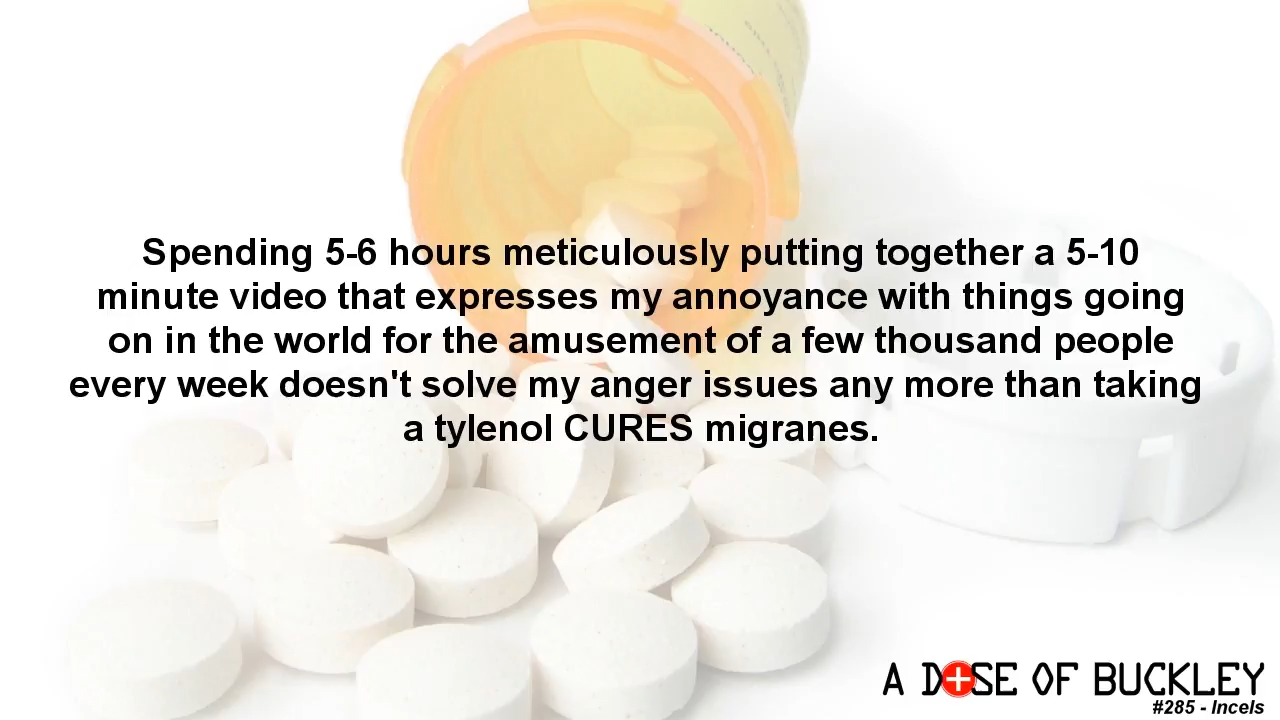 Spending 5-6 hours meticulously putting together a 5-10
minute video that expresses my annoyance with things going
on in the world for the amusement of a few thousand people
every week doesn't solve my anger issues any more than taking
a tylenol CURES migranes.
A DOSE OF BUCKLEY
#285 - Incels